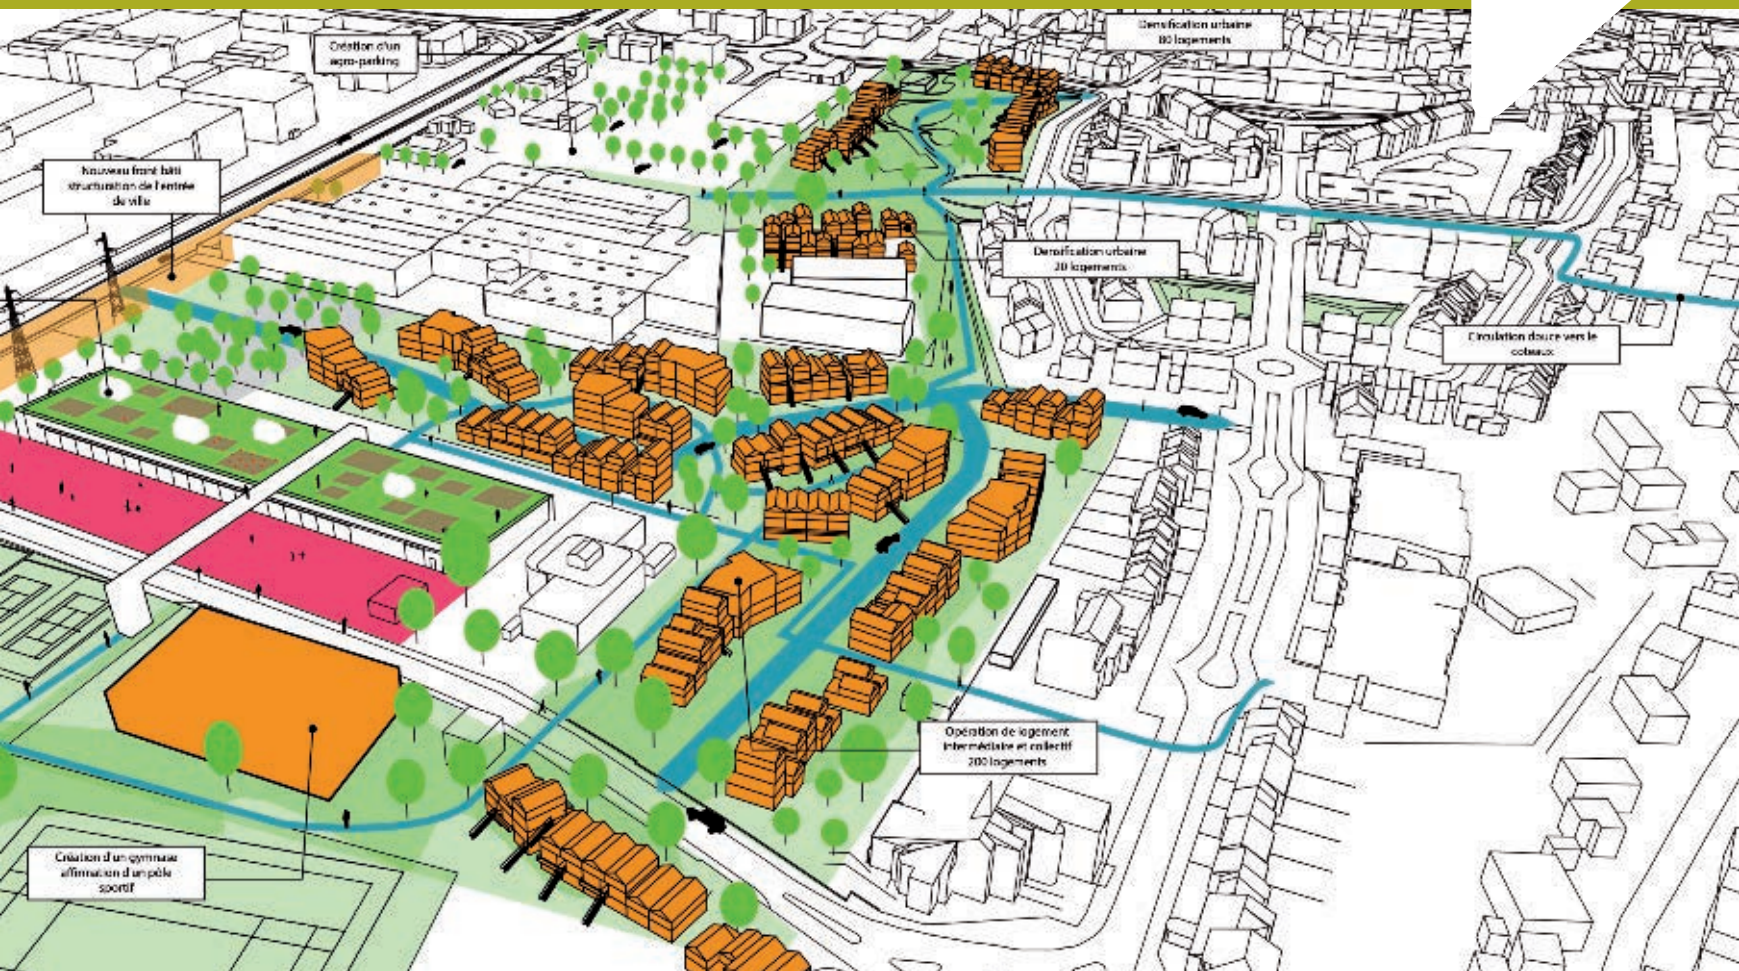 Création d'un
agro-parking
Densification urbaine
80 logements
Nouveau front bâti
structuration de l'entrée
de ville
Densification urbaine
20 logements
Circulation douce vers le
coteaux
Opération de logement
intermédiaire et collectif
200 logements
Création d'un gymnase
affirmation d'un pôle
sportif